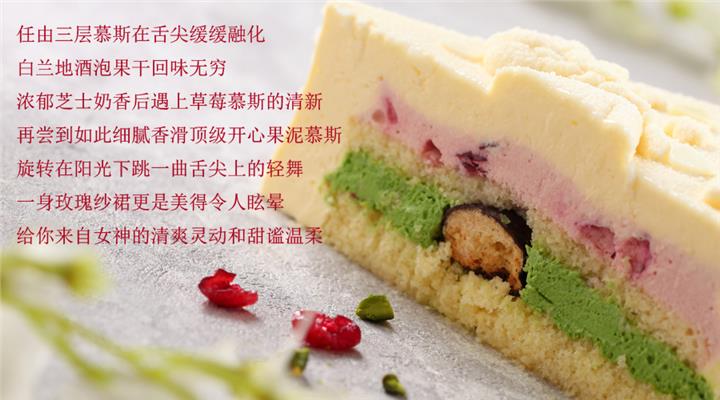 任由三层慕斯在舌尖缓缓融化
白兰地酒泡果干回味无穷
浓郁芝士奶香后遇上草莓慕斯的清新
再尝到如此细腻香滑顶级开心果泥慕斯
旋转在阳光下跳一曲舌尖上的轻舞
一身玫瑰纱裙更是美得令人眩晕
给你来自女神的清爽灵动和甜谧温柔